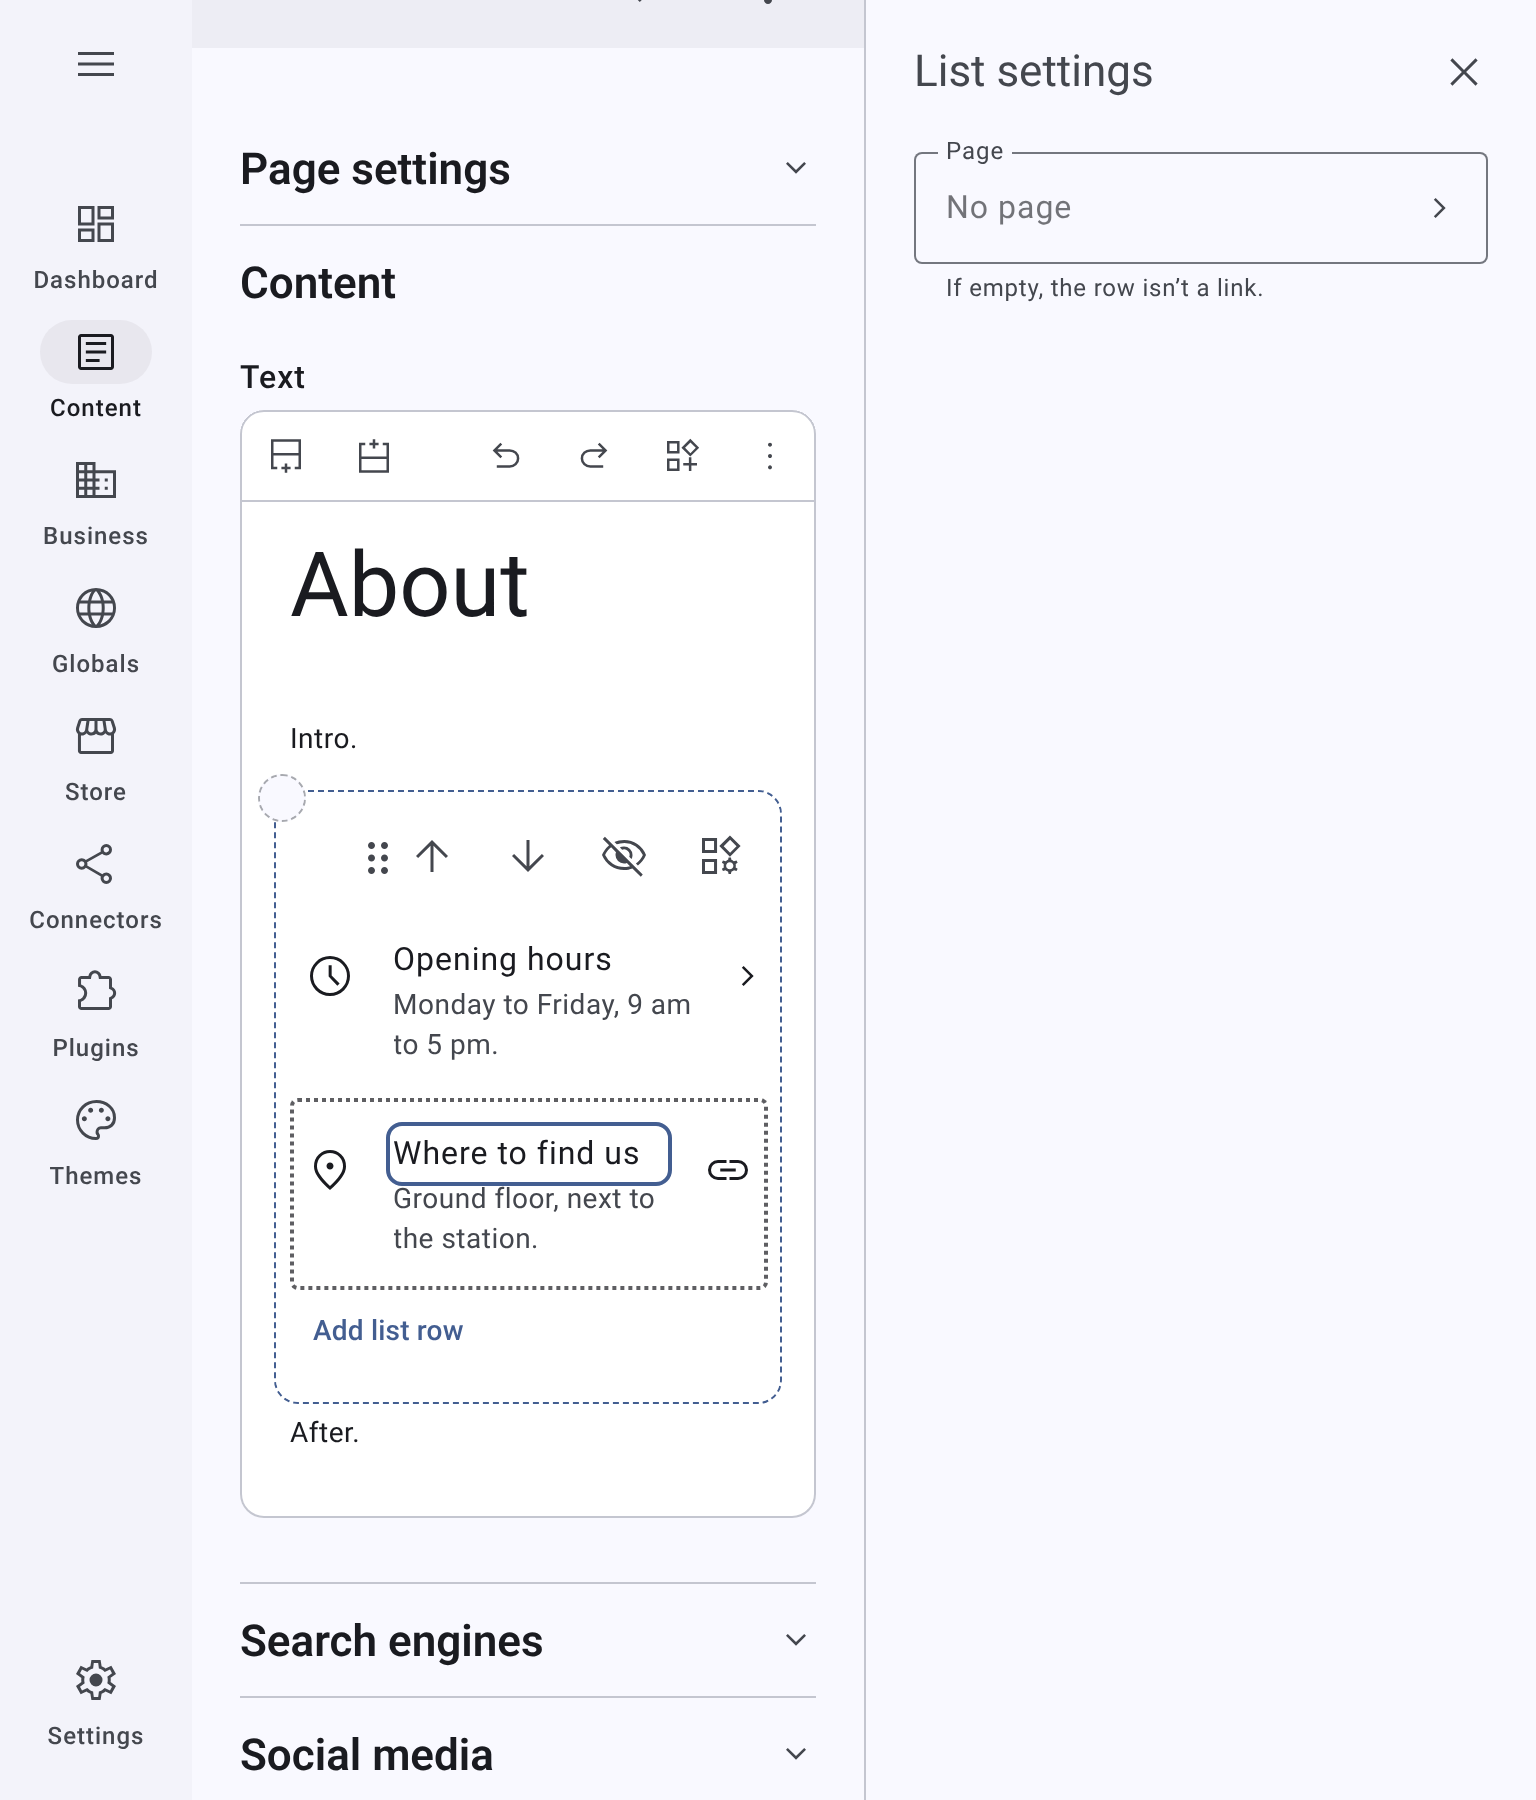 Dashboard
Content
Business
Globals
Store
Connectors
Plugins
Themes
Settings
Page settings
Content
Text
About
Intro.
Opening hours
Monday to Friday, 9 am
to 5 pm.
Where to find us
Ground floor, next to
the station.
Add list row
After.
Search engines
Social media
List settings
Page
No page
If empty, the row isn’t a link.